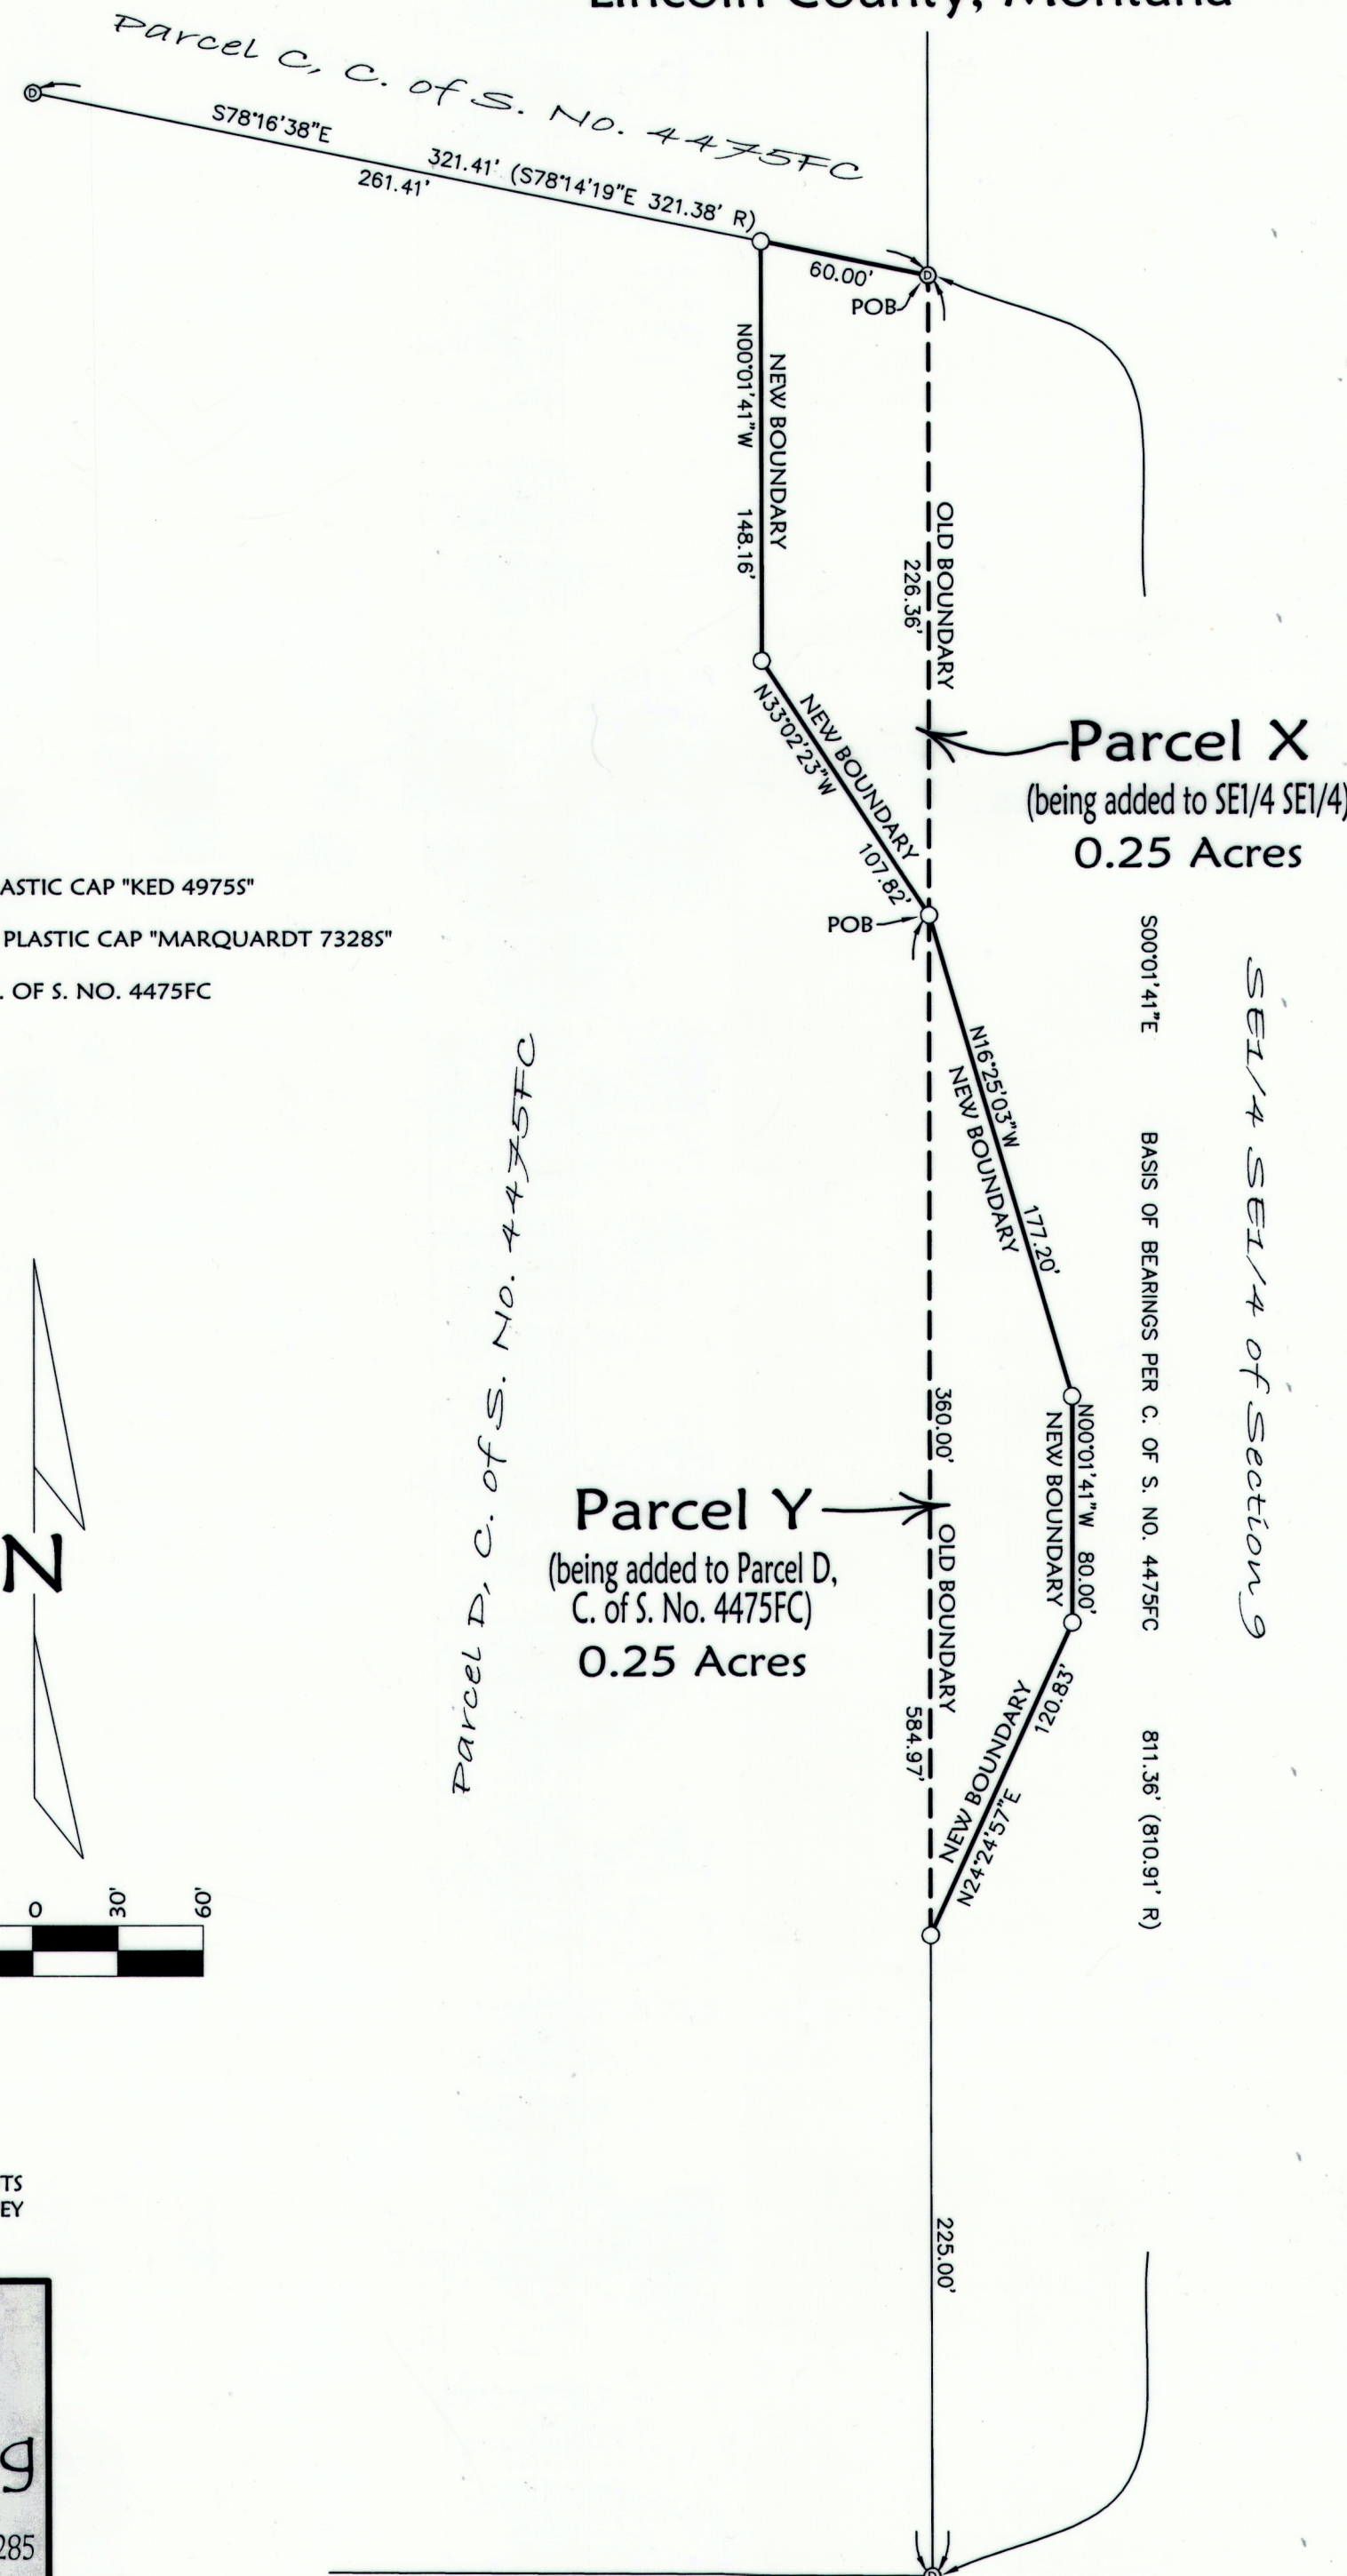 Lincoln County, Montana
Parcel C, C. of S. No. 4475FC
S78°16'38"E
321.41' (S78°14'19"E 321.38' R)
261.41'
60.00'
POB
N00°01'41"W 148.16'
NEW BOUNDARY
OLD BOUNDARY
226.36'
NEW BOUNDARY
N33°02'23"W 107.82'
Parcel X
(being added to SE1/4 SE1/4)
0.25 Acres
ASTIC CAP "KED 4975S"
PLASTIC CAP "MARQUARDT 7328S"
. OF S. NO. 4475FC
POB
S00°01'41"E BASIS OF BEARINGS PER C. OF S. NO. 4475FC 811.36' (810.91' R)
SE1/4 SE1/4 of Section 9
N16°25'03"W 177.20'
NEW BOUNDARY
Parcel D, C. of S. No. 4475FC
360.00' OLD BOUNDARY
N00°01'41"W 80.00'
NEW BOUNDARY
Parcel Y
(being added to Parcel D,
C. of S. No. 4475FC)
0.25 Acres
584.97'
NEW BOUNDARY
N24°24'57"E 120.83'
N
0 30' 60'
225.00'
TS
EY
g
285